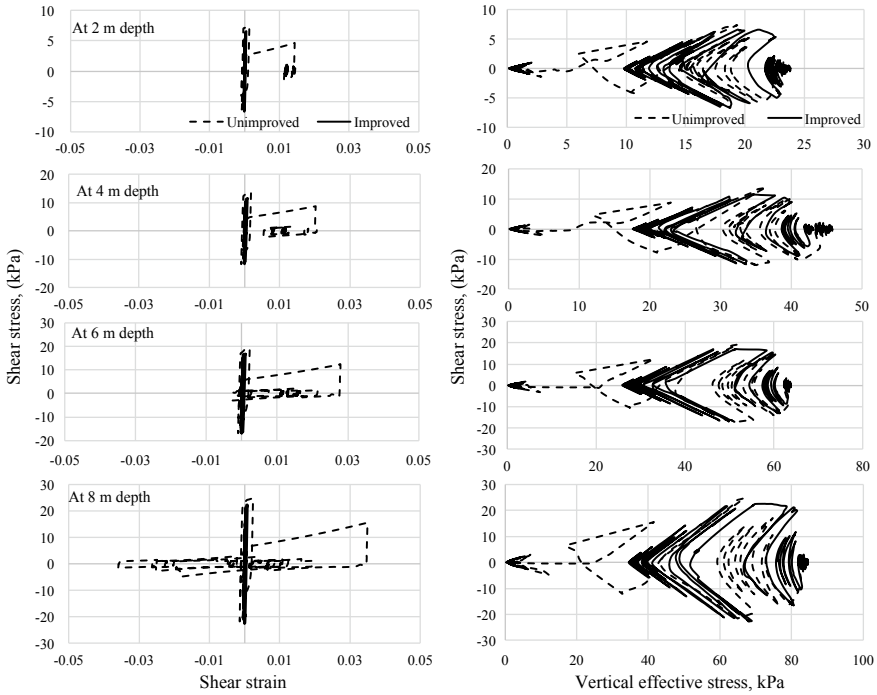 At 2 m depth
10
5
0
-5
-10
-0.05 -0.03 -0.01 0.01 0.03 0.05
Unimproved Improved
10
5
0
-5
-10
0 5 10 15 20 25 30
Unimproved Improved
At 4 m depth
20
10
0
-10
-20
-0.05 -0.03 -0.01 0.01 0.03 0.05
20
10
0
-10
-20
0 10 20 30 40 50
At 6 m depth
30
20
10
0
-10
-20
-0.05 -0.03 -0.01 0.01 0.03 0.05
30
20
10
0
-10
-20
-30
0 20 40 60 80
At 8 m depth
30
20
10
0
-10
-20
-30
-0.05 -0.03 -0.01 0.01 0.03 0.05
30
20
10
0
-10
-20
-30
0 20 40 60 80 100
Shear stress, (kPa)
Shear stress, (kPa)
Shear strain
Vertical effective stress, kPa